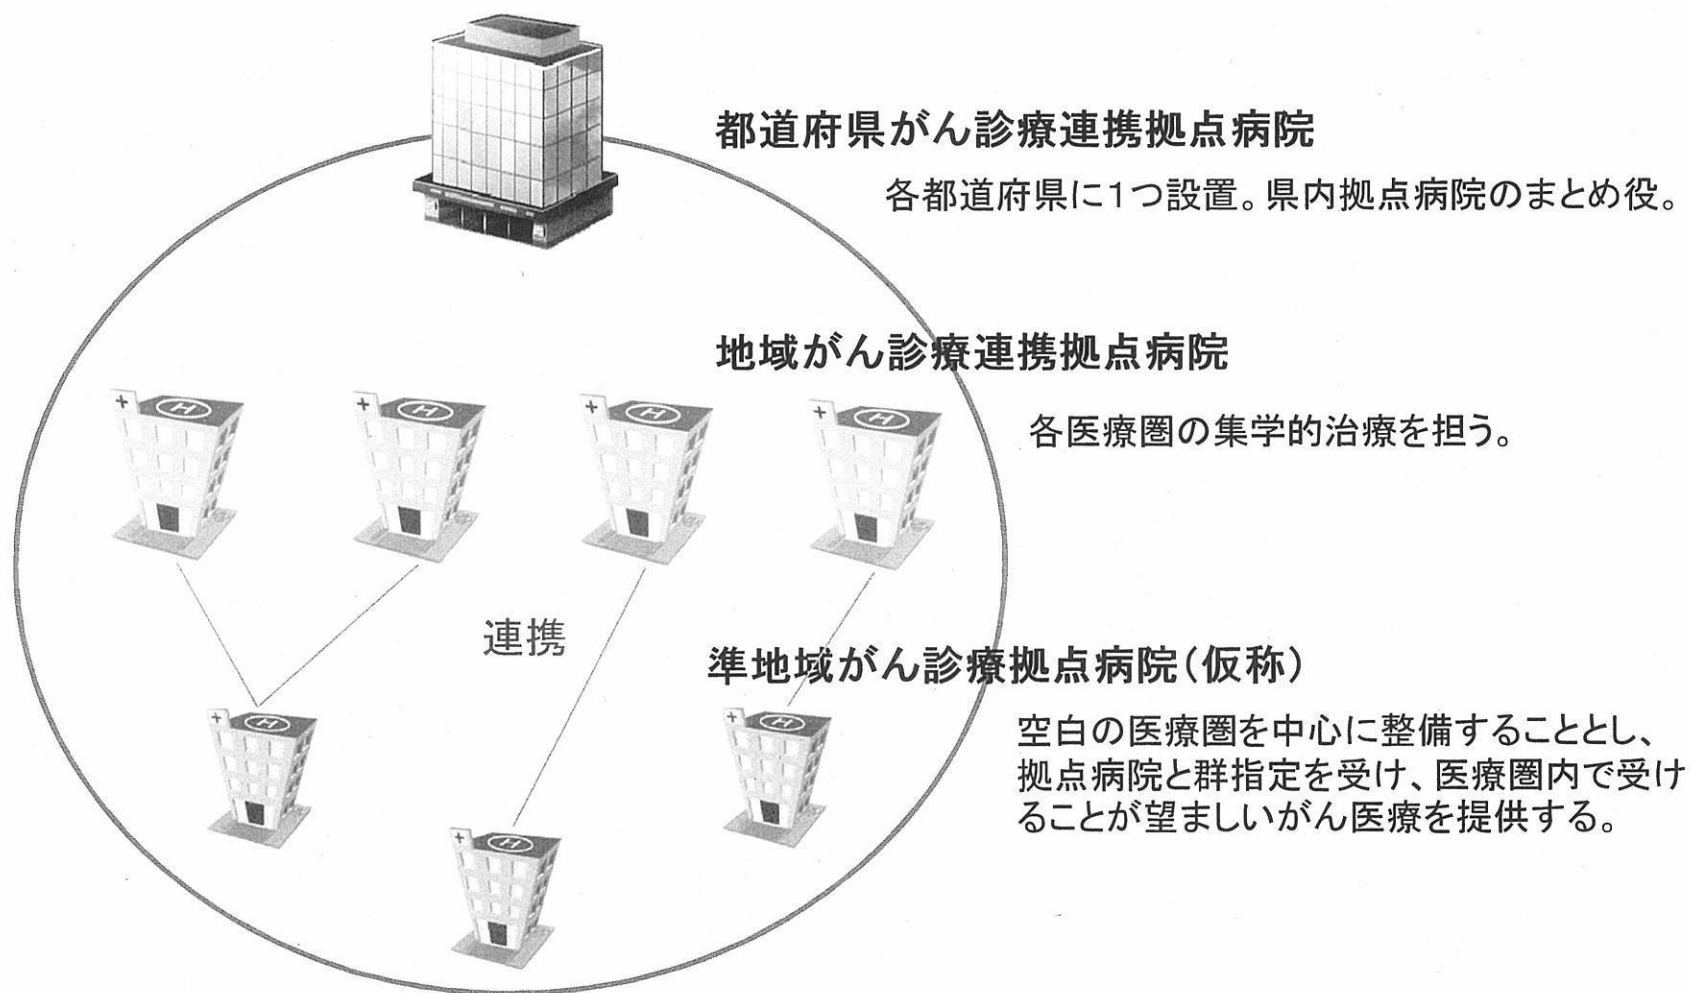 都道府県がん診療連携拠点病院
各都道府県に1つ設置。県内拠点病院のまとめ役。
地域がん診療連携拠点病院
各医療圏の集学的治療を担う。
連携
準地域がん診療拠点病院(仮称)
空白の医療圏を中心に整備することとし、
拠点病院と群指定を受け、医療圏内で受け
ることが望ましいがん医療を提供する。
H
H
H
H
H
H
H